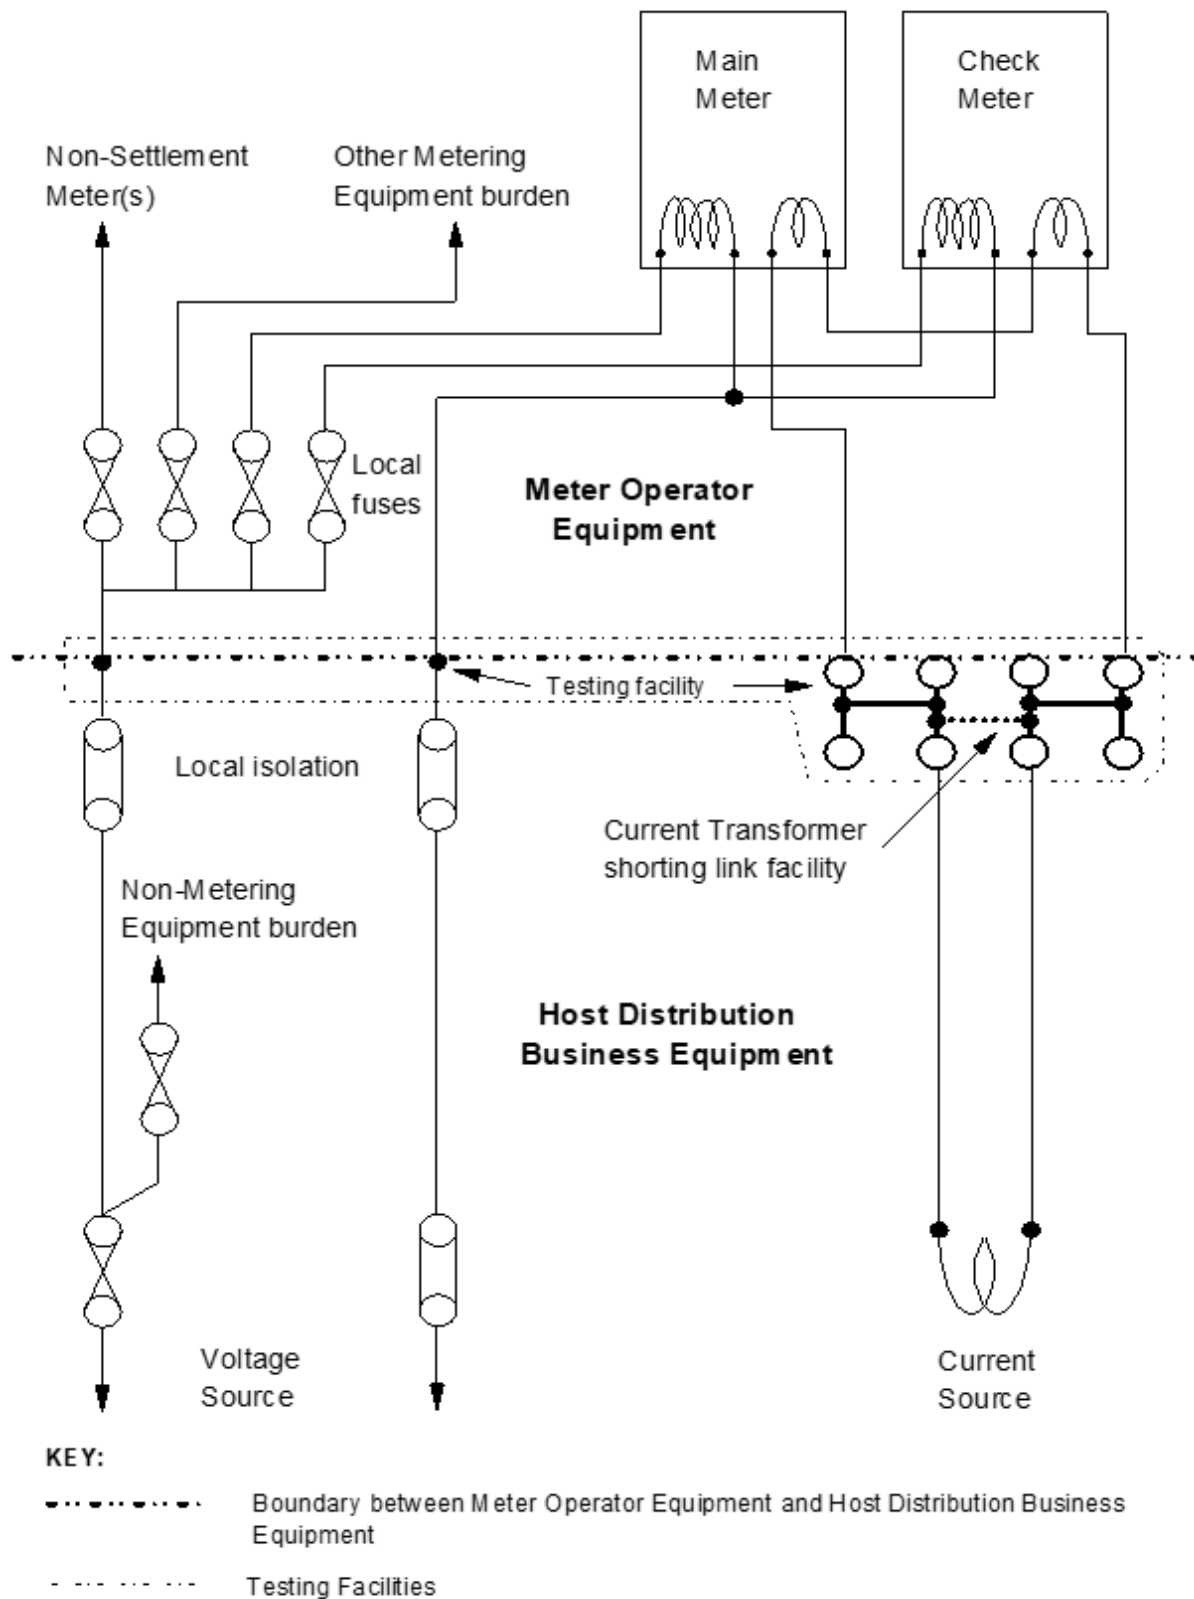 Main
Meter
Check
Meter
Non-Settlement
Meter(s)
Other Metering
Equipment burden
Local
fuses
Meter Operator
Equipment
Testing facility
Local isolation
Current Transformer
shorting link facility
Non-Metering
Equipment burden
Host Distribution
Business Equipment
Voltage
Source
Current
Source
KEY:
Boundary between Meter Operator Equipment and Host Distribution Business
Equipment
Testing Facilities